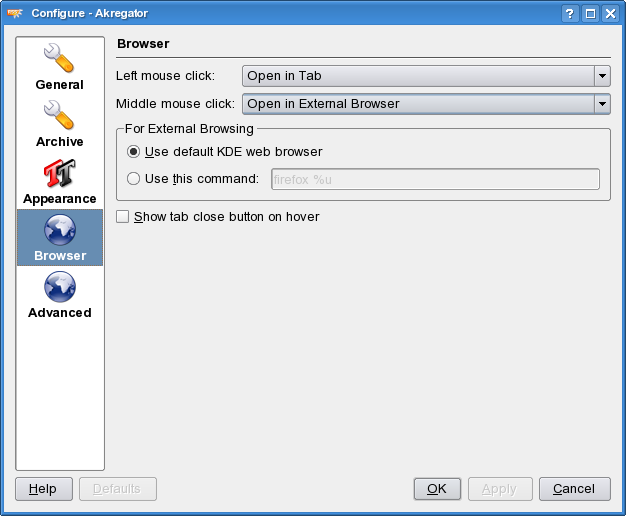 Configure - Akregator
General
Archive
Appearance
Browser
Advanced
Browser
Left mouse click: Open in Tab
Middle mouse click: Open in External Browser
For External Browsing
Use default KDE web browser
Use this command: firefox %u
Show tab close button on hover
Help Defaults OK Apply Cancel